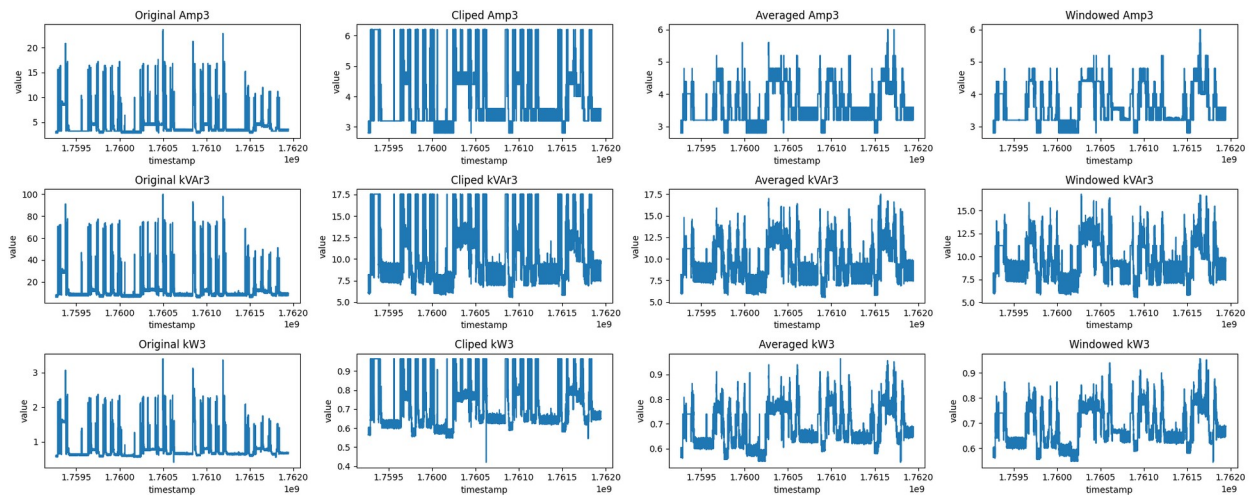 Original Amp3 Cliped Amp3 Averaged Amp3 Windowed Amp3
20
15
10
5
value
6
5
4
3
value
6
5
4
3
value
6
5
4
3
value
1.7595 1.7600 1.7605 1.7610 1.7615 1.7620
1.7595 1.7600 1.7605 1.7610 1.7615 1.7620
1.7595 1.7600 1.7605 1.7610 1.7615 1.7620
1.7595 1.7600 1.7605 1.7610 1.7615 1.7620
timestamp 1e9 timestamp 1e9 timestamp 1e9 timestamp 1e9
Original kVAr3 Cliped kVAr3 Averaged kVAr3 Windowed kVAr3
100
80
60
40
20
value
17.5
15.0
12.5
10.0
7.5
5.0
value
17.5
15.0
12.5
10.0
7.5
5.0
value
15.0
12.5
10.0
7.5
5.0
value
1.7595 1.7600 1.7605 1.7610 1.7615 1.7620
1.7595 1.7600 1.7605 1.7610 1.7615 1.7620
1.7595 1.7600 1.7605 1.7610 1.7615 1.7620
1.7595 1.7600 1.7605 1.7610 1.7615 1.7620
timestamp 1e9 timestamp 1e9 timestamp 1e9 timestamp 1e9
Original kW3 Cliped kW3 Averaged kW3 Windowed kW3
3
2
1
value
0.9
0.8
0.7
0.6
0.5
0.4
value
0.9
0.8
0.7
0.6
value
0.9
0.8
0.7
0.6
value
1.7595 1.7600 1.7605 1.7610 1.7615 1.7620
1.7595 1.7600 1.7605 1.7610 1.7615 1.7620
1.7595 1.7600 1.7605 1.7610 1.7615 1.7620
1.7595 1.7600 1.7605 1.7610 1.7615 1.7620
timestamp 1e9 timestamp 1e9 timestamp 1e9 timestamp 1e9